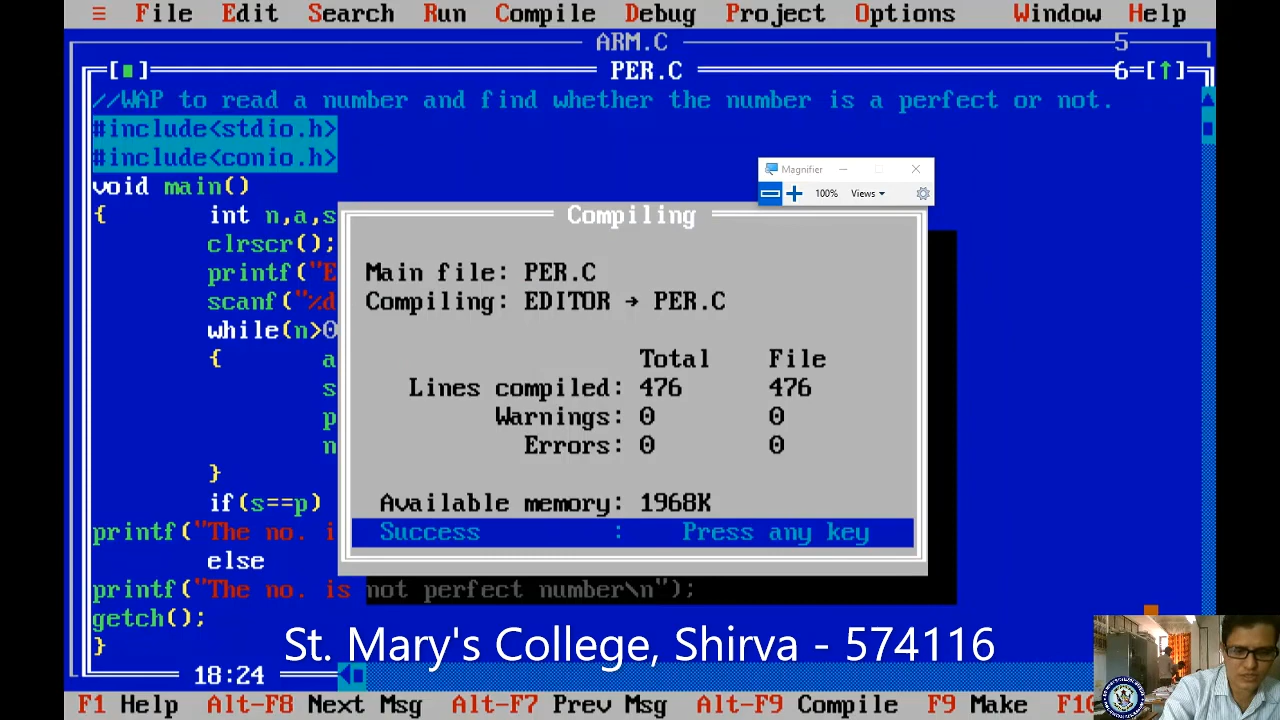 ≡ File Edit Search Run Compile Debug Project Options Window Help
ARM.C 5
[■] PER.C 6=[↑]
//WAP to read a number and find whether the number is a perfect or not.
#include<stdio.h>
#include<conio.h>
void main()
{ int n,a,s
clrscr();
printf("E
scanf("%d
while(n>0
{ a
s
p
n
}
if(s==p)
printf("The no. i
else
printf("The no. is not perfect number\n");
getch();
}
18:24
Magnifier
100% Views
Compiling
Main file: PER.C
Compiling: EDITOR → PER.C
Total File
Lines compiled: 476 476
Warnings: 0 0
Errors: 0 0
Available memory: 1968K
Success : Press any key
St. Mary's College, Shirva - 574116
F1 Help Alt-F8 Next Msg Alt-F7 Prev Msg Alt-F9 Compile F9 Make F10